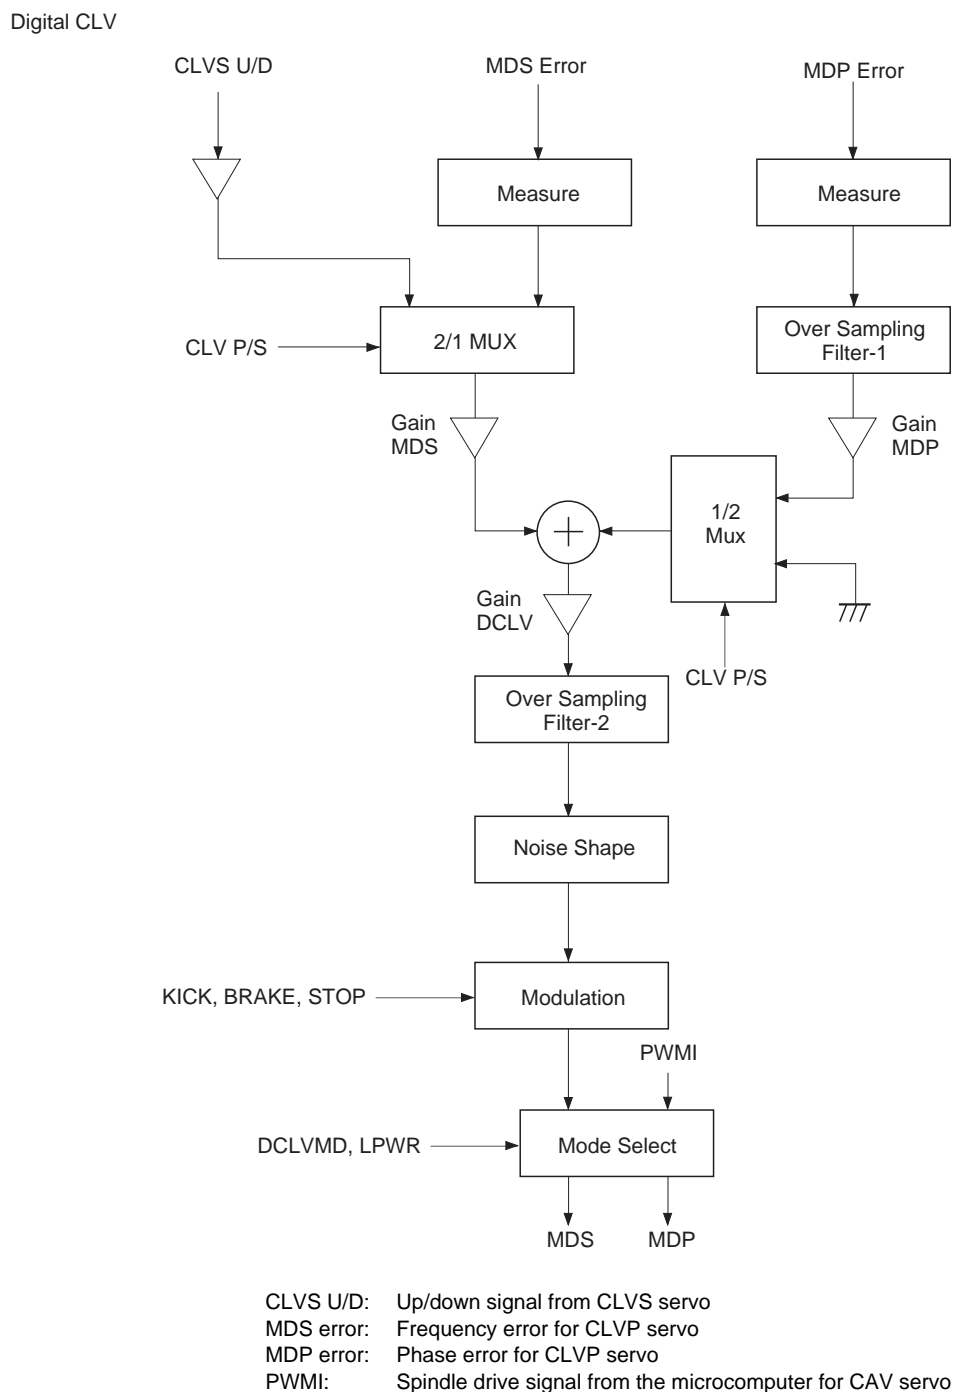 Digital CLV
CLVS U/D
MDS Error
MDP Error
Measure
Measure
CLV P/S
2/1 MUX
Over Sampling
Filter-1
Gain
MDS
Gain
MDP
1/2
Mux
Gain
DCLV
CLV P/S
Over Sampling
Filter-2
Noise Shape
KICK, BRAKE, STOP
Modulation
PWMI
DCLVMD, LPWR
Mode Select
MDS
MDP
CLVS U/D: Up/down signal from CLVS servo
MDS error: Frequency error for CLVP servo
MDP error: Phase error for CLVP servo
PWMI: Spindle drive signal from the microcomputer for CAV servo